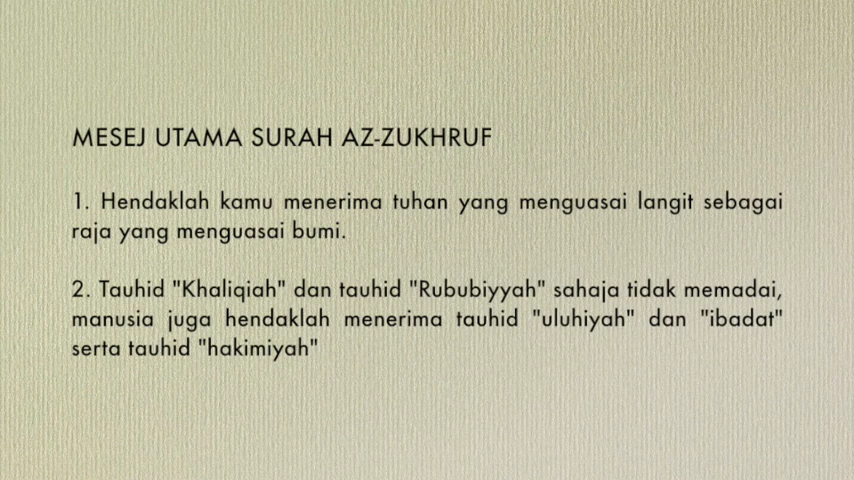 MESEJ UTAMA SURAH AZ-ZUKHRUF
1. Hendaklah kamu menerima tuhan yang menguasai langit sebagai
raja yang menguasai bumi.
2. Tauhid "Khaliqiah" dan tauhid "Rububiyyah" sahaja tidak memadai,
manusia juga hendaklah menerima tauhid "uluhiyah" dan "ibadat"
serta tauhid "hakimiyah"